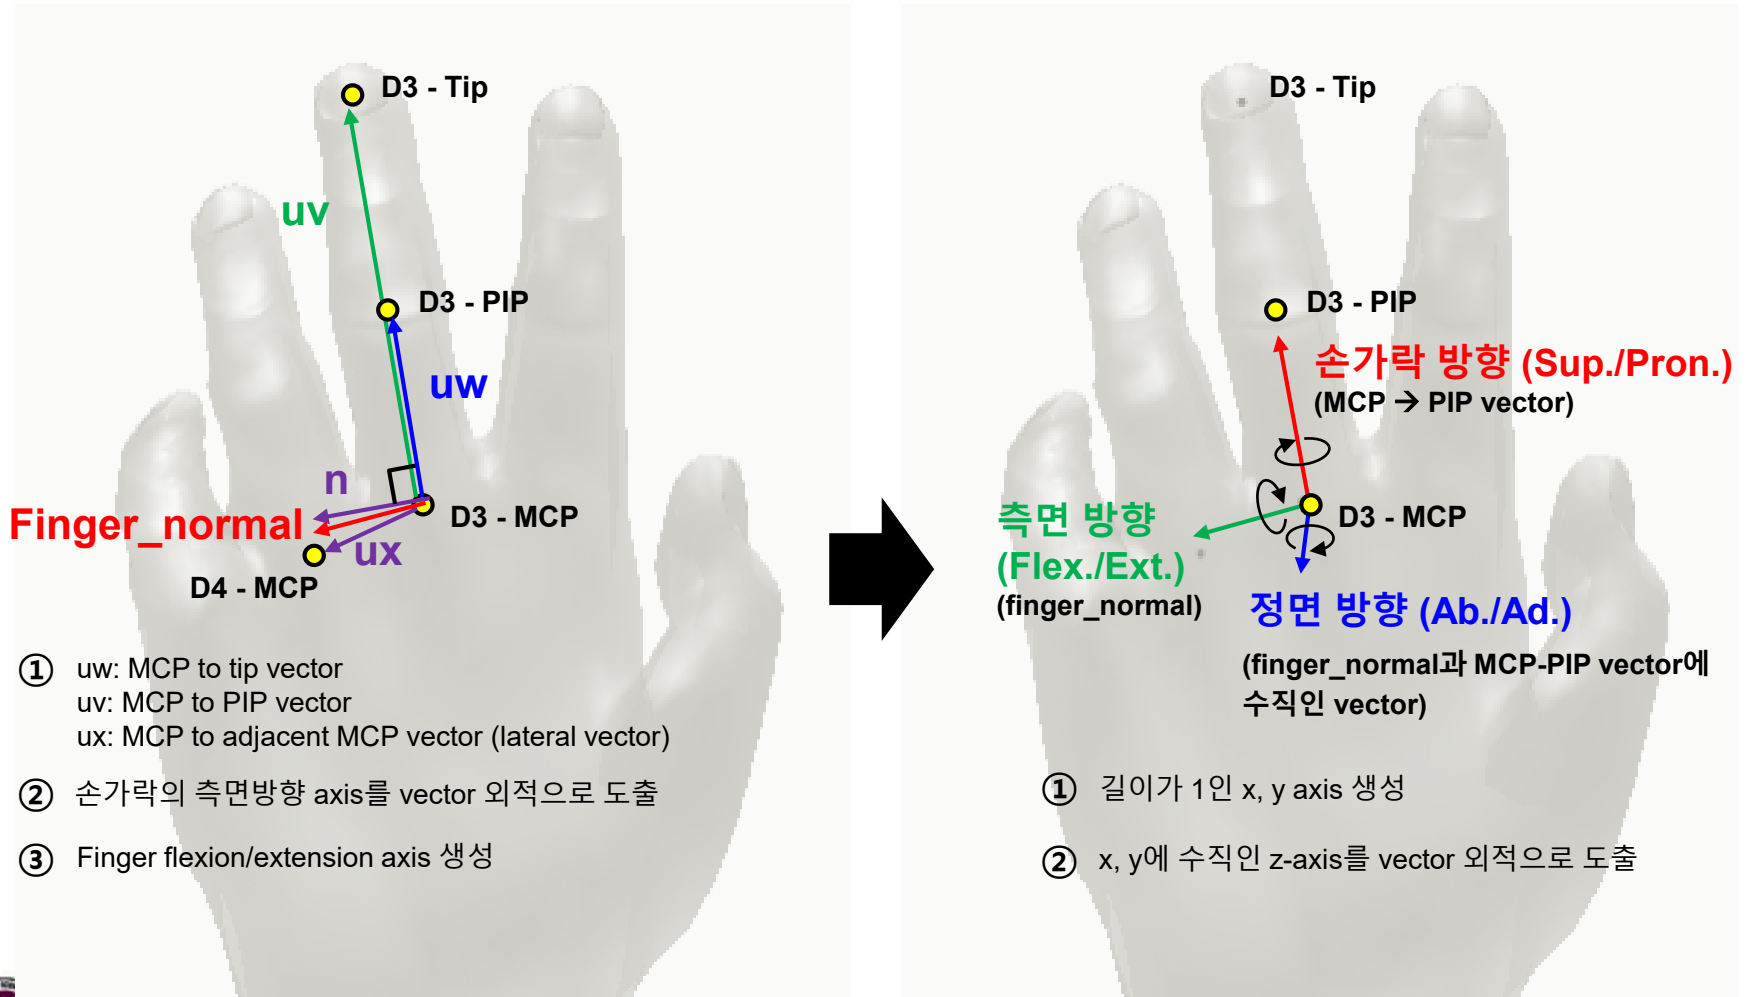 D3 - Tip
uv
D3 - PIP
uw
n
Finger_normal
D3 - MCP
ux
D4 - MCP
① uw: MCP to tip vector
uv: MCP to PIP vector
ux: MCP to adjacent MCP vector (lateral vector)
② 손가락의 측면방향 axis를 vector 외적으로 도출
③ Finger flexion/extension axis 생성
D3 - Tip
D3 - PIP
손가락 방향 (Sup./Pron.)
(MCP → PIP vector)
D3 - MCP
측면 방향
(Flex./Ext.)
(finger_normal)
정면 방향 (Ab./Ad.)
(finger_normal과 MCP-PIP vector에
수직인 vector)
① 길이가 1인 x, y axis 생성
② x, y에 수직인 z-axis를 vector 외적으로 도출